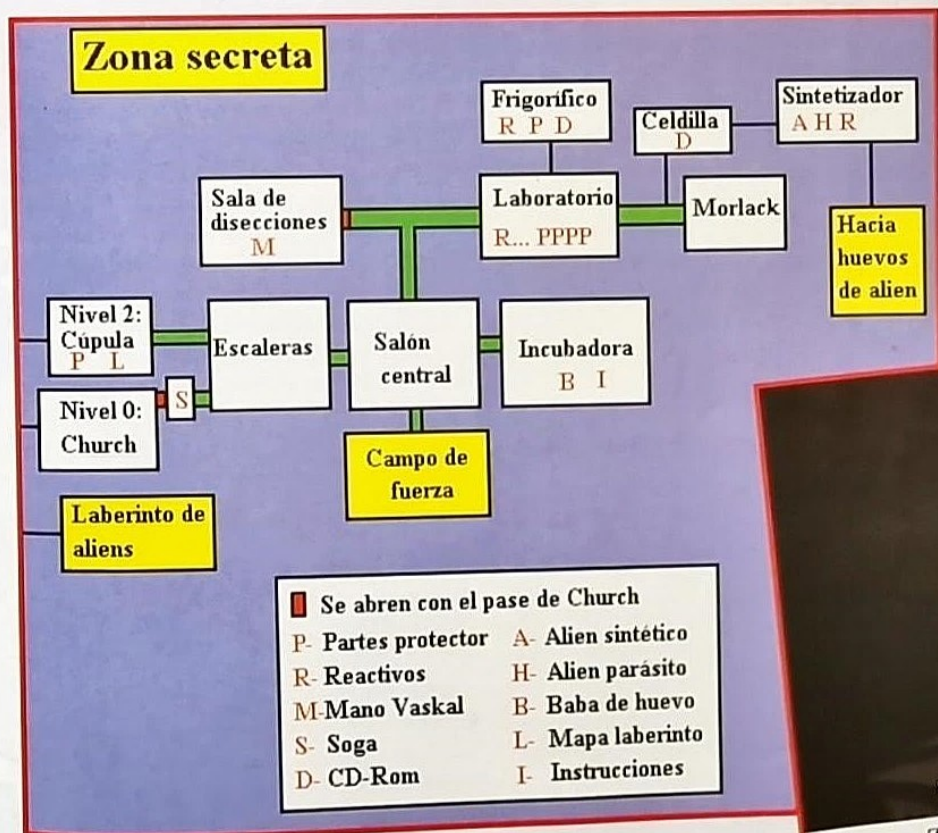 Zona secreta
Frigorífico
R P D
Celdilla
D
Sintetizador
A H R
Sala de
disecciones
M
Laboratorio
R... PPPP
Morlack
Hacia
huevos
de alien
Nivel 2:
Cúpula
P L
Escaleras
Salón
central
Incubadora
B I
S
Nivel 0:
Church
Campo de
fuerza
Laberinto de
aliens
Se abren con el pase de Church
P- Partes protector
R- Reactivos
M-Mano Vaskal
S- Soga
D- CD-Rom
A- Alien sintético
H- Alien parásito
B- Baba de huevo
L- Mapa laberinto
I- Instrucciones